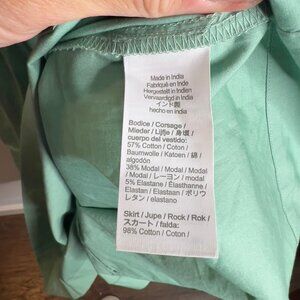 Made in India
Fabriqué en Inde
Hergestellt in Indien
Vervaardigd in India
インド製
hecho en India
Bodice / Corsage /
Mieder / Lijfje / 身頃 /
cuerpo del vestido:
57% Cotton / Coton /
Baumwolle / Katoen / 綿 /
algodón
38% Modal / Modal / Modal
/ Modal / レーヨン / modal
5% Elastane / Élasthanne /
Elastan / Elastaan / ポリウ
レタン / elastano
Skirt / Jupe / Rock / Rok /
スカート / falda:
98% Cotton / Coton /